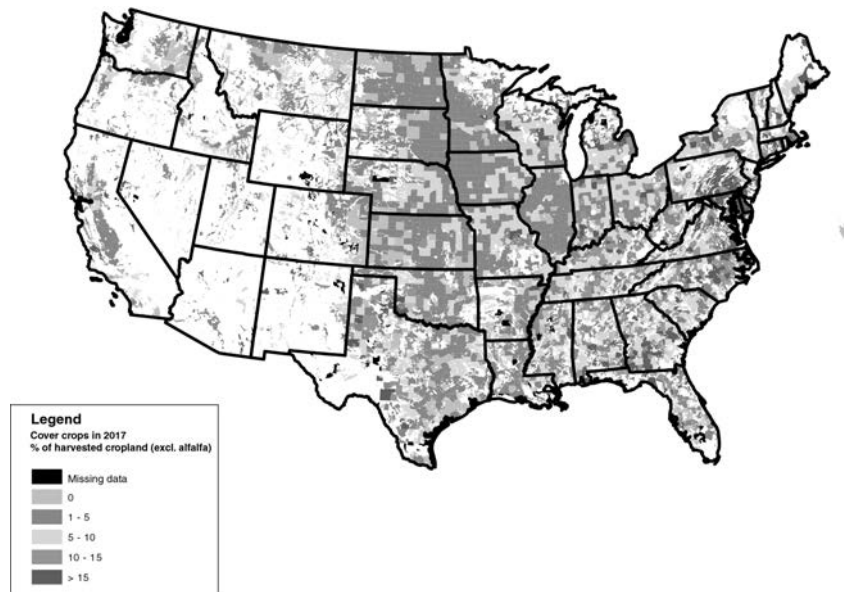 Legend
Cover crops in 2017
% of harvested cropland (excl. alfalfa)
Missing data
0
1 - 5
5 - 10
10 - 15
> 15